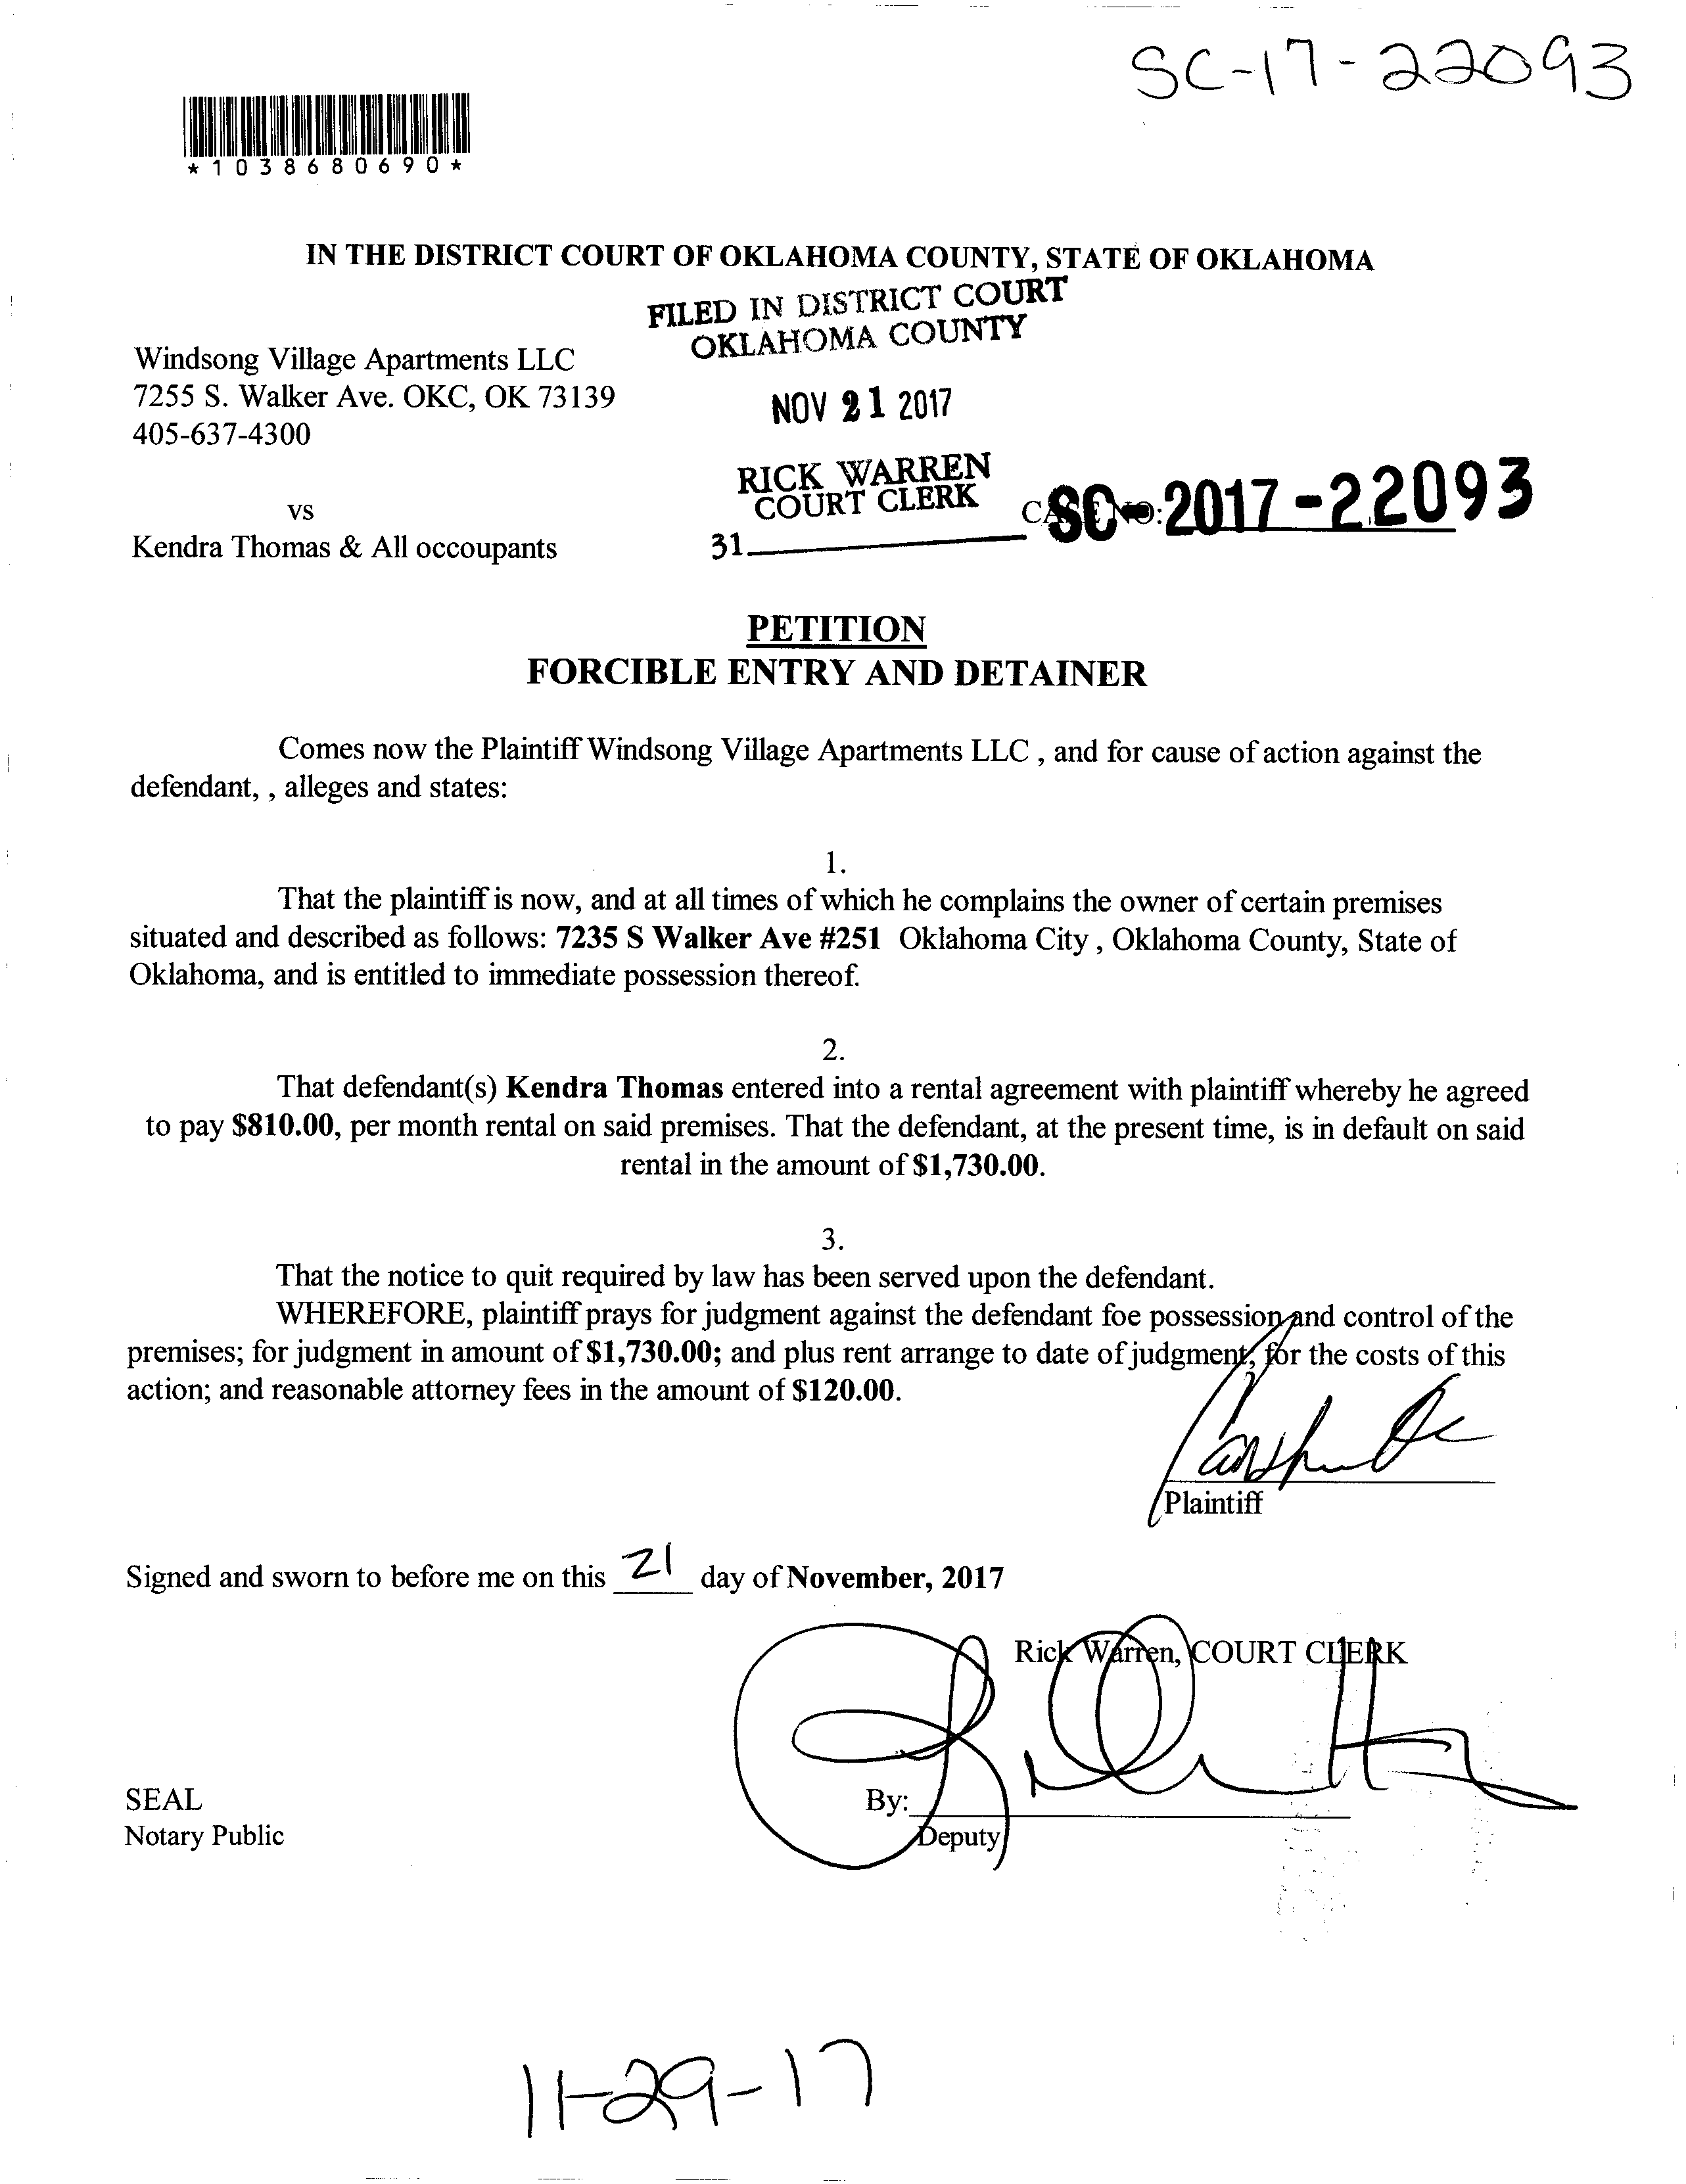 SC-17-22093
*1038680690*
IN THE DISTRICT COURT OF OKLAHOMA COUNTY, STATE OF OKLAHOMA
FILED IN DISTRICT COURT
OKLAHOMA COUNTY
Windsong Village Apartments LLC
7255 S. Walker Ave. OKC, OK 73139
405-637-4300
NOV 21 2017
RICK WARREN
COURT CLERK
CASE NO: SC-2017-22093
vs
31
Kendra Thomas & All occoupants
PETITION
FORCIBLE ENTRY AND DETAINER
Comes now the Plaintiff Windsong Village Apartments LLC , and for cause of action against the
defendant, , alleges and states:
1.
That the plaintiff is now, and at all times of which he complains the owner of certain premises
situated and described as follows: 7235 S Walker Ave #251 Oklahoma City , Oklahoma County, State of
Oklahoma, and is entitled to immediate possession thereof.
2.
That defendant(s) Kendra Thomas entered into a rental agreement with plaintiff whereby he agreed
to pay $810.00, per month rental on said premises. That the defendant, at the present time, is in default on said
rental in the amount of $1,730.00.
3.
That the notice to quit required by law has been served upon the defendant.
WHEREFORE, plaintiff prays for judgment against the defendant foe possession and control of the
premises; for judgment in amount of $1,730.00; and plus rent arrange to date of judgment, for the costs of this
action; and reasonable attorney fees in the amount of $120.00.
Plaintiff
Signed and sworn to before me on this 21 day of November, 2017
Rick Warren, COURT CLERK
SEAL
By:
Notary Public
Deputy
11-29-17